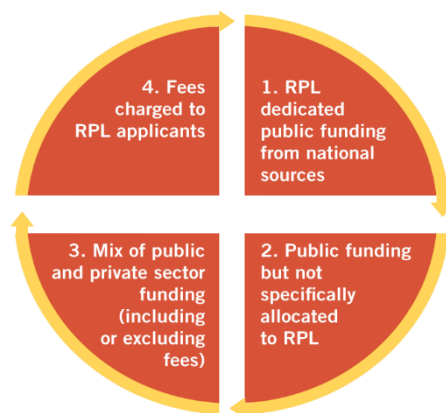 4. Fees
charged to
RPL applicants
1. RPL
dedicated
public funding
from national
sources
3. Mix of public
and private sector
funding
(including
or excluding
fees)
2. Public funding
but not
specifically
allocated
to RPL